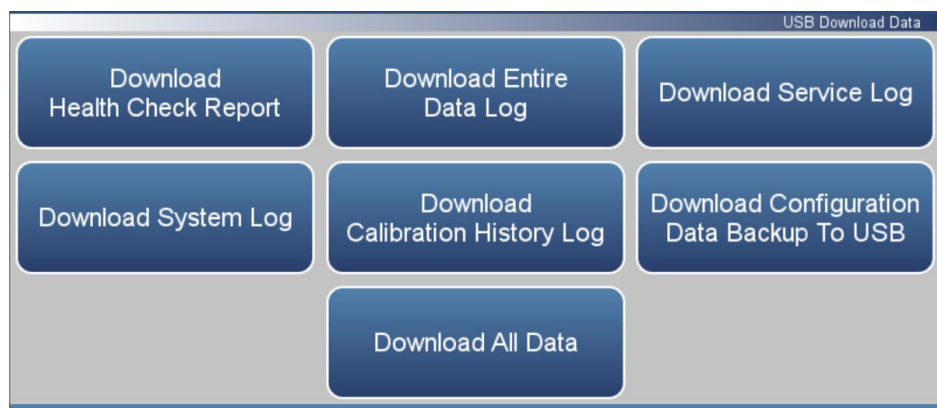 USB Download Data
Download
Health Check Report
Download Entire
Data Log
Download Service Log
Download System Log
Download
Calibration History Log
Download Configuration
Data Backup To USB
Download All Data